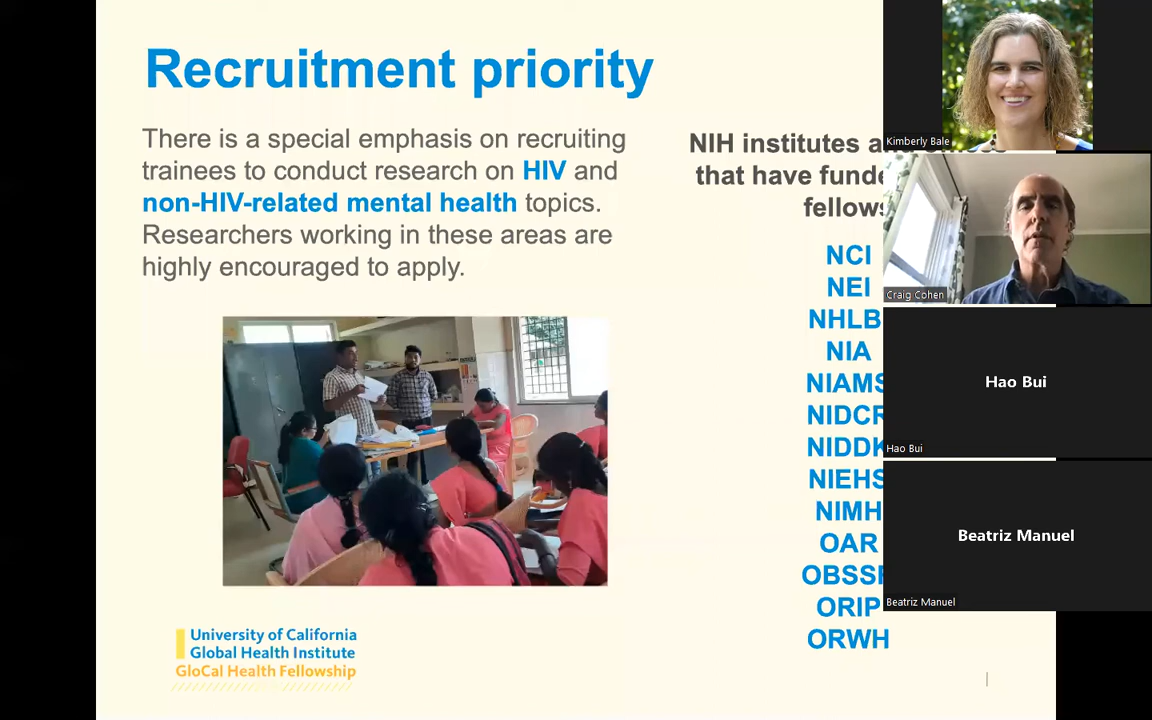 Recruitment priority
There is a special emphasis on recruiting
trainees to conduct research on HIV and
non-HIV-related mental health topics.
Researchers working in these areas are
highly encouraged to apply.
NIH institutes
that have
NCI
NEI
NHLB
NIA
NIAMS
NIDCR
NIDDK
NIEHS
NIMH
OAR
ORIP
ORWH
University of California
Global Health Institute
GloCal Health Fellowship
Kimberly Bale
Craig Cohen
Hao Bui
Hao Bui
Beatriz Manuel
Beatriz Manuel